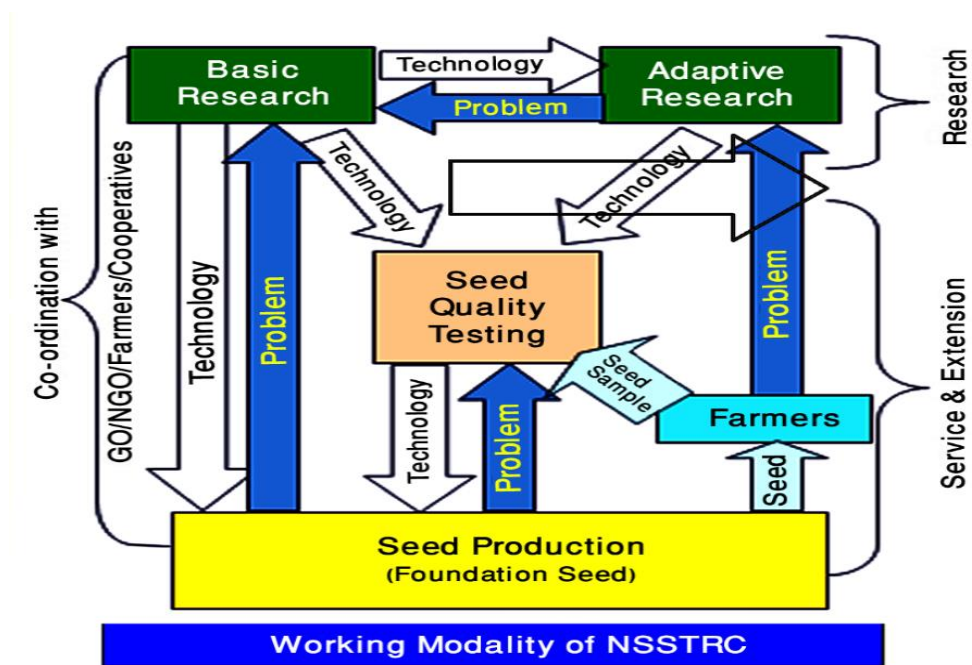 Basic
Research
Technology
Problem
Adaptive
Research
Research
Co-ordination with
GO/NGO/Farmers/Cooperatives
Technology
Problem
Technology
Technology
Problem
Service & Extension
Seed
Quality
Testing
Technology
Problem
Seed
Sample
Farmers
Seed
Seed Production
(Foundation Seed)
Working Modality of NSSTRC